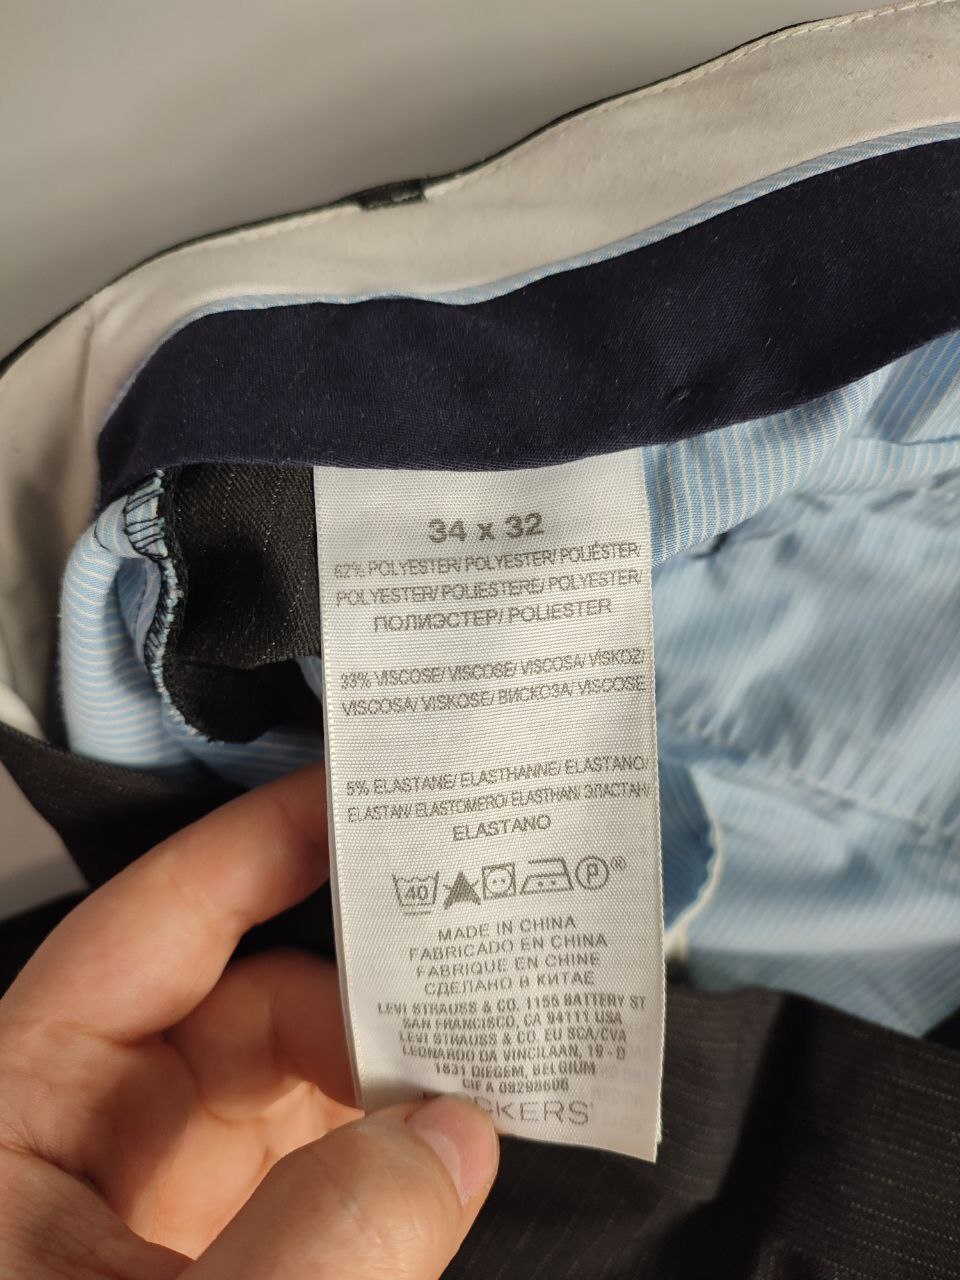 34 x 32
62% POLYESTER/ POLYESTER/ POLIÉSTER/
POLYESTER/ POLIESTERE/ POLYESTER/
ПОЛИЭСТЕР/ POLIESTER
33% VISCOSE/ VISCOSE/ VISCOSA/ VISKOZ/
VISCOSA/ VISKOSE/ ВИСКОЗА/ VISCOSE
5% ELASTANE/ ELASTHANNE/ ELASTANO/
ELASTAN/ ELASTOMERO/ ELASTHAN/ ЭЛАСТАН/
ELASTANO
40 P ®
MADE IN CHINA
FABRICADO EN CHINA
FABRIQUE EN CHINE
СДЕЛАНО В КИТАЕ
LEVI STRAUSS & CO. 1155 BATTERY ST
SAN FRANCISCO, CA 94111 USA
LEVI STRAUSS & CO. EU SCA/CVA
LEONARDO DA VINCILAAN, 19 - D
1831 DIEGEM, BELGIUM
CIF A 08298606
CKERS